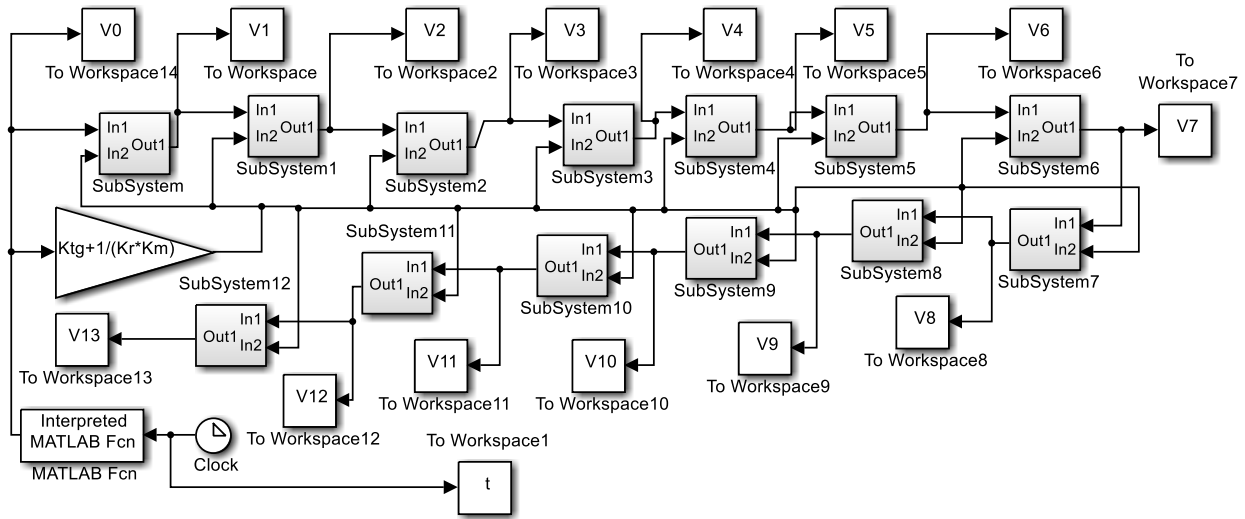 V0
To Workspace14
V1
To Workspace
V2
To Workspace2
V3
To Workspace3
V4
To Workspace4
V5
To Workspace5
V6
To Workspace6
To
Workspace7
V7
In1
In2
Out1
SubSystem
In1
In2
Out1
SubSystem1
In1
In2
Out1
SubSystem2
In1
In2
Out1
SubSystem3
In1
In2
Out1
SubSystem4
In1
In2
Out1
SubSystem5
In1
In2
Out1
SubSystem6
Ktg+1/(Kr*Km)
SubSystem11
In1
In2
Out1
In1
In2
Out1
SubSystem10
In1
In2
Out1
SubSystem9
In1
In2
Out1
SubSystem8
In1
In2
Out1
SubSystem7
SubSystem12
In1
In2
Out1
V13
To Workspace13
V12
To Workspace12
V11
To Workspace11
V10
To Workspace10
V9
To Workspace9
V8
To Workspace8
Interpreted
MATLAB Fcn
MATLAB Fcn
Clock
To Workspace1
t